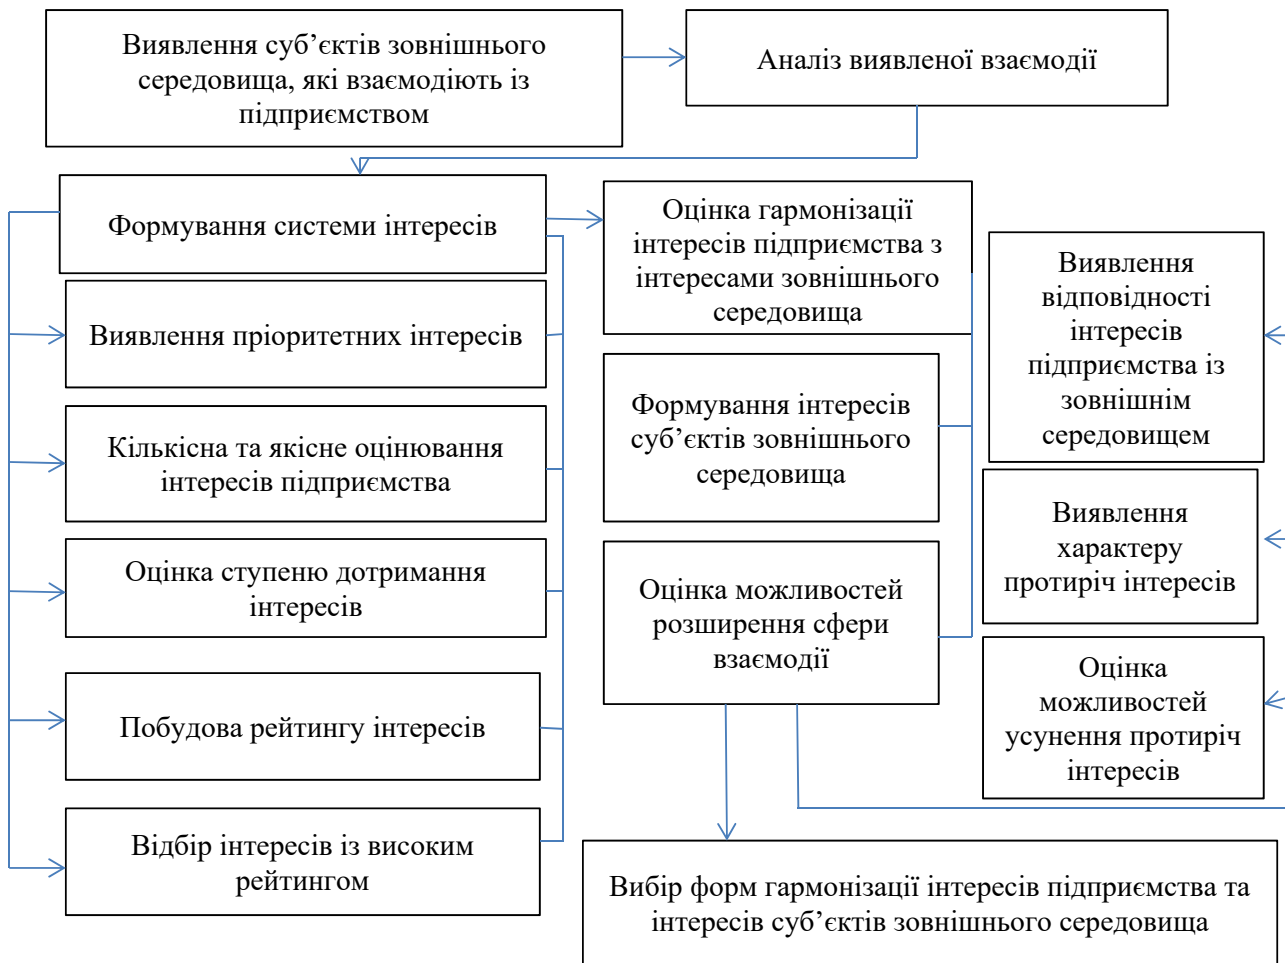 Виявлення суб’єктів зовнішнього
середовища, які взаємодіють із
підприємством
Аналіз виявленої взаємодії
Формування системи інтересів
Виявлення пріоритетних інтересів
Кількісна та якісне оцінювання
інтересів підприємства
Оцінка ступеню дотримання
інтересів
Побудова рейтингу інтересів
Відбір інтересів із високим
рейтингом
Оцінка гармонізації
інтересів підприємства з
інтересами зовнішнього
середовища
Формування інтересів
суб’єктів зовнішнього
середовища
Оцінка можливостей
розширення сфери
взаємодії
Виявлення
відповідності
інтересів
підприємства із
зовнішнім
середовищем
Виявлення
характеру
протиріч інтересів
Оцінка
можливостей
усунення протиріч
інтересів
Вибір форм гармонізації інтересів підприємства та
інтересів суб’єктів зовнішнього середовища